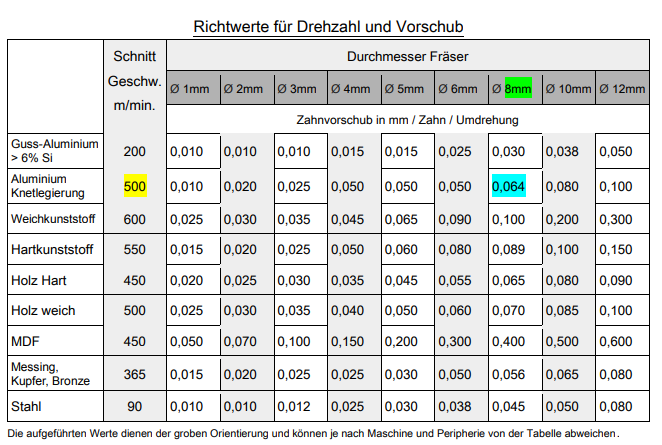 Richtwerte für Drehzahl und Vorschub
Schnitt Geschw. m/min.
Durchmesser Fräser
Ø 1mm Ø 2mm Ø 3mm Ø 4mm Ø 5mm Ø 6mm Ø 8mm Ø 10mm Ø 12mm
Zahnvorschub in mm / Zahn / Umdrehung
Guss-Aluminium > 6% Si 200 0,010 0,010 0,010 0,015 0,015 0,025 0,030 0,038 0,050
Aluminium Knetlegierung 500 0,010 0,020 0,025 0,050 0,050 0,050 0,064 0,080 0,100
Weichkunststoff 600 0,025 0,030 0,035 0,045 0,065 0,090 0,100 0,200 0,300
Hartkunststoff 550 0,015 0,020 0,025 0,050 0,060 0,080 0,089 0,100 0,150
Holz Hart 450 0,020 0,025 0,030 0,035 0,045 0,055 0,065 0,080 0,090
Holz weich 500 0,025 0,030 0,035 0,040 0,050 0,060 0,070 0,085 0,100
MDF 450 0,050 0,070 0,100 0,150 0,200 0,300 0,400 0,500 0,600
Messing, Kupfer, Bronze 365 0,015 0,020 0,025 0,025 0,030 0,050 0,056 0,065 0,080
Stahl 90 0,010 0,010 0,012 0,025 0,030 0,038 0,045 0,050 0,080
Die aufgeführten Werte dienen der groben Orientierung und können je nach Maschine und Peripherie von der Tabelle abweichen.